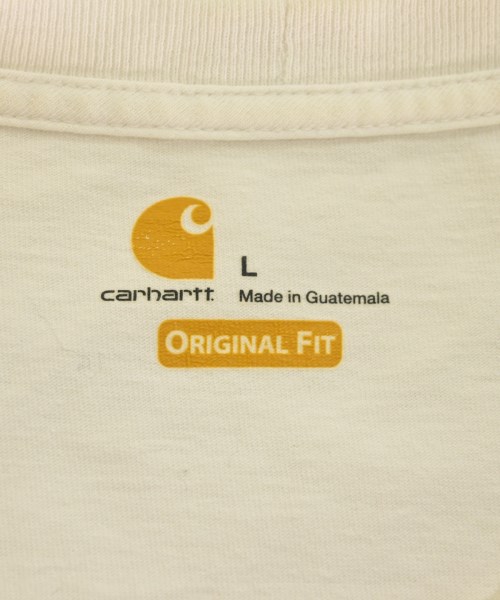 L
carhartt. Made in Guatemala
ORIGINAL FIT